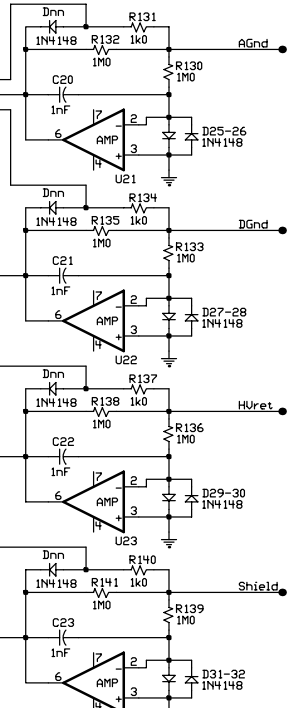 Dnn R131
1N4148 1k0
R132 AGnd
1M0 R130
1M0
C20
1nF
7 2 D25-26
6 AMP - 1N4148
+ 3
4
U21
Dnn R134
1N4148 1k0
R135 DGnd
1M0 R133
1M0
C21
1nF
7 2 D27-28
6 AMP - 1N4148
+ 3
4
U22
Dnn R137
1N4148 1k0
R138 HVret
1M0 R136
1M0
C22
1nF
7 2 D29-30
6 AMP - 1N4148
+ 3
4
U23
Dnn R140
1N4148 1k0
R141 Shield
1M0 R139
1M0
C23
1nF
7 2 D31-32
6 AMP - 1N4148
+ 3
4